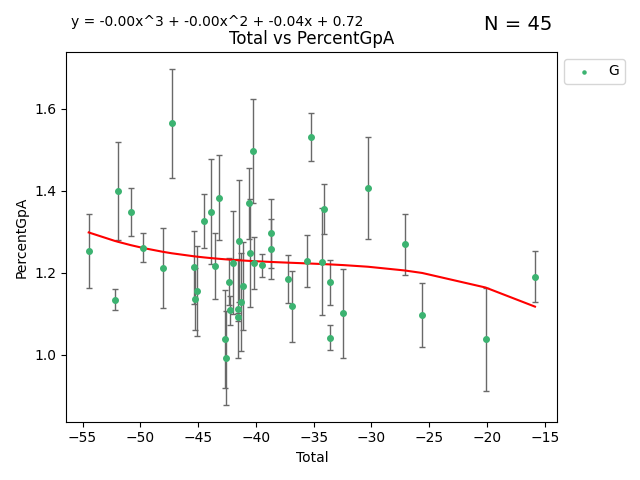 y = -0.00x^3 + -0.00x^2 + -0.04x + 0.72
N = 45
Total vs PercentGpA
G
1.6
1.4
1.2
1.0
PercentGpA
−55
−50
−45
−40
−35
−30
−25
−20
−15
Total